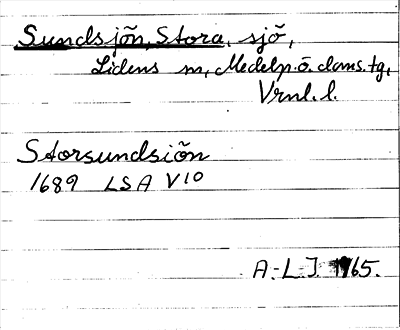 Sundsjön, Stora, sjö,
Lidens sn, Medelp. ö. doms. tg,
Vrnl. l.
Storsundsiön
1689 LSA V10
A.-L. J. 1965.